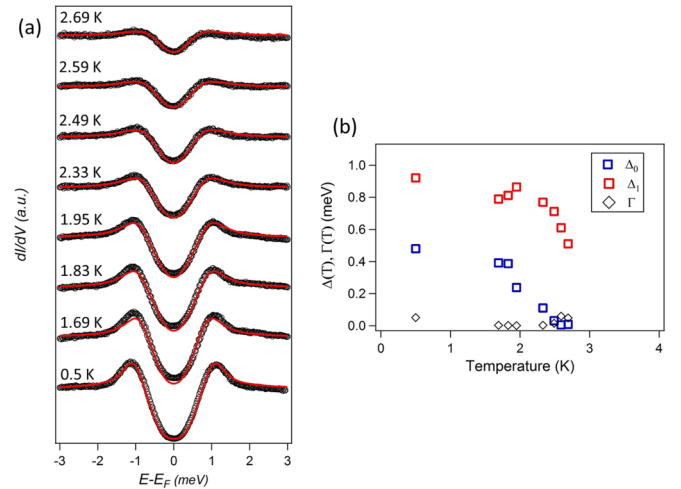 (a)
2.69 K
2.59 K
2.49 K
2.33 K
1.95 K
1.83 K
1.69 K
0.5 K
dI/dV (a.u.)
-3 -2 -1 0 1 2 3
E-E_F (meV)
(b)
Δ₀
Δ₁
Γ
Δ(T), Γ(T) (meV)
1.0
0.8
0.6
0.4
0.2
0.0
0 1 2 3 4
Temperature (K)